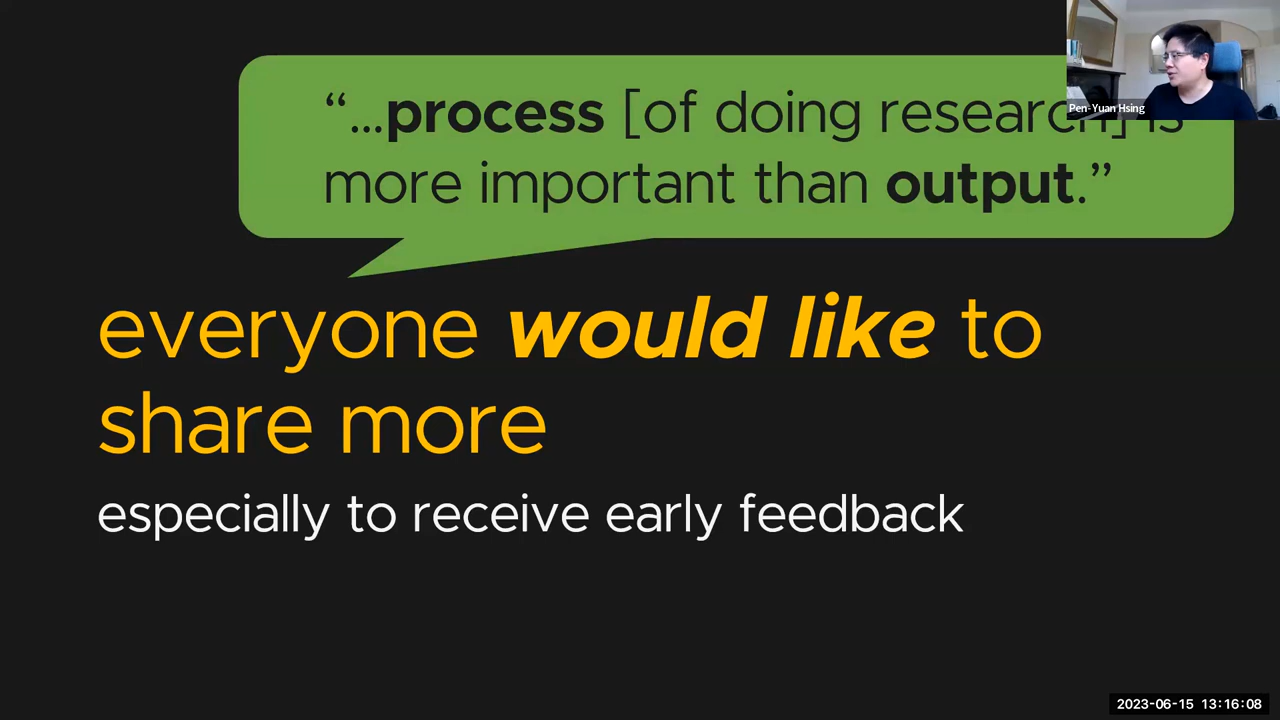 “…process [of doing research] is
more important than output.”
Pen-Yuan Hsing
everyone would like to
share more
especially to receive early feedback
2023-06-15 13:16:08